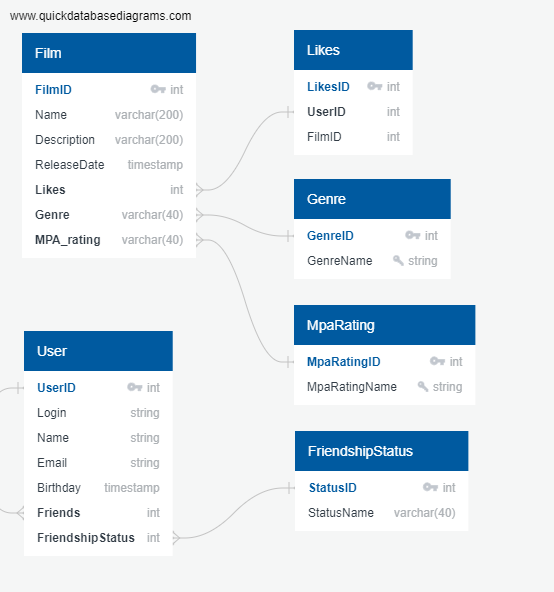 www.quickdatabasediagrams.com
Film
FilmID int
Name varchar(200)
Description varchar(200)
ReleaseDate timestamp
Likes int
Genre varchar(40)
MPA_rating varchar(40)
Likes
LikesID int
UserID int
FilmID int
Genre
GenreID int
GenreName string
MpaRating
MpaRatingID int
MpaRatingName string
User
UserID int
Login string
Name string
Email string
Birthday timestamp
Friends int
FriendshipStatus int
FriendshipStatus
StatusID int
StatusName varchar(40)